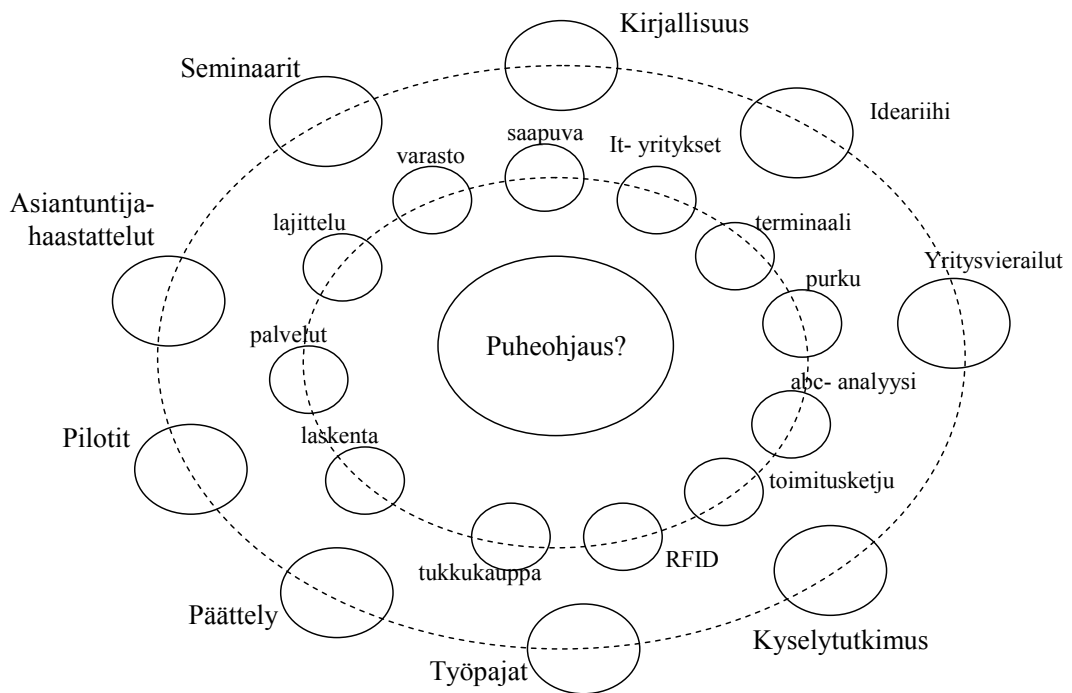 Kirjallisuus
Seminaarit
Ideariihi
saapuva
It- yritykset
varasto
Asiantuntija-
haastattelut
lajittelu
terminaali
Yritysvierailut
purku
palvelut
Puheohjaus?
abc- analyysi
Pilotit
laskenta
toimitusketju
RFID
tukkukauppa
Päättely
Kyselytutkimus
Työpajat